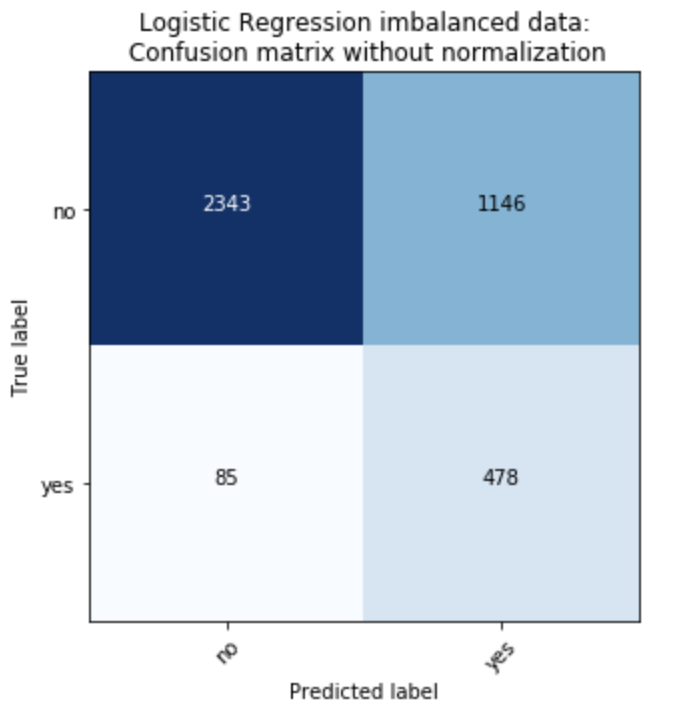 Logistic Regression imbalanced data:
Confusion matrix without normalization
no
2343
1146
True label
yes
85
478
no
yes
Predicted label